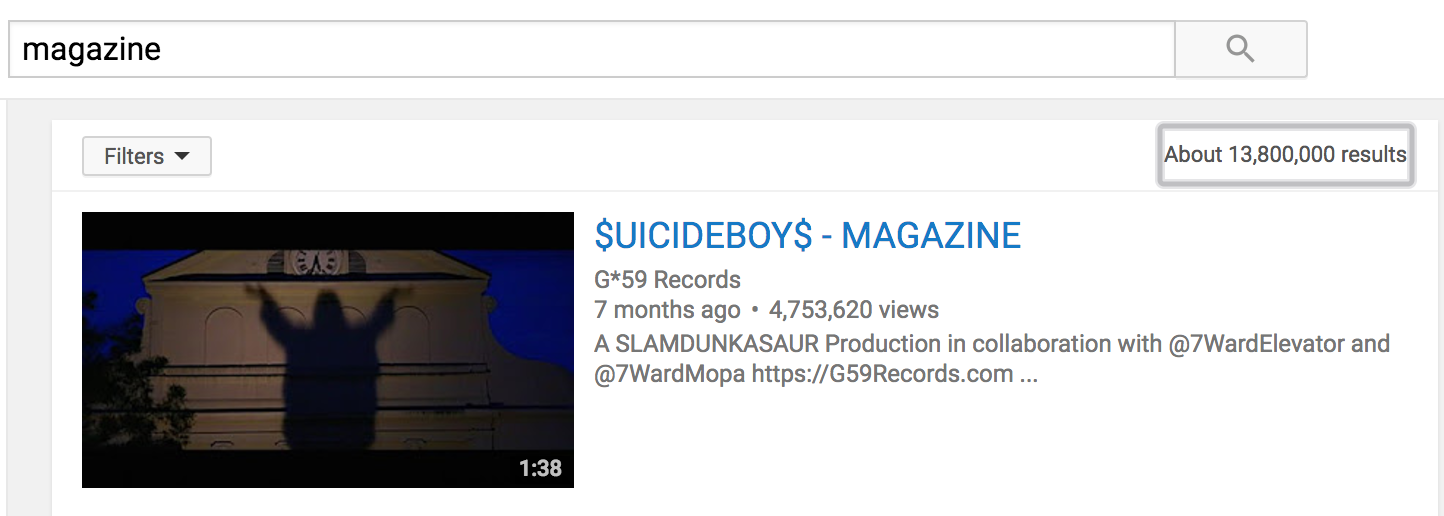 magazine
Filters
About 13,800,000 results
$UICIDEBOY$ - MAGAZINE
G*59 Records
7 months ago • 4,753,620 views
A SLAMDUNKASAUR Production in collaboration with @7WardElevator and
@7WardMopa https://G59Records.com ...
1:38